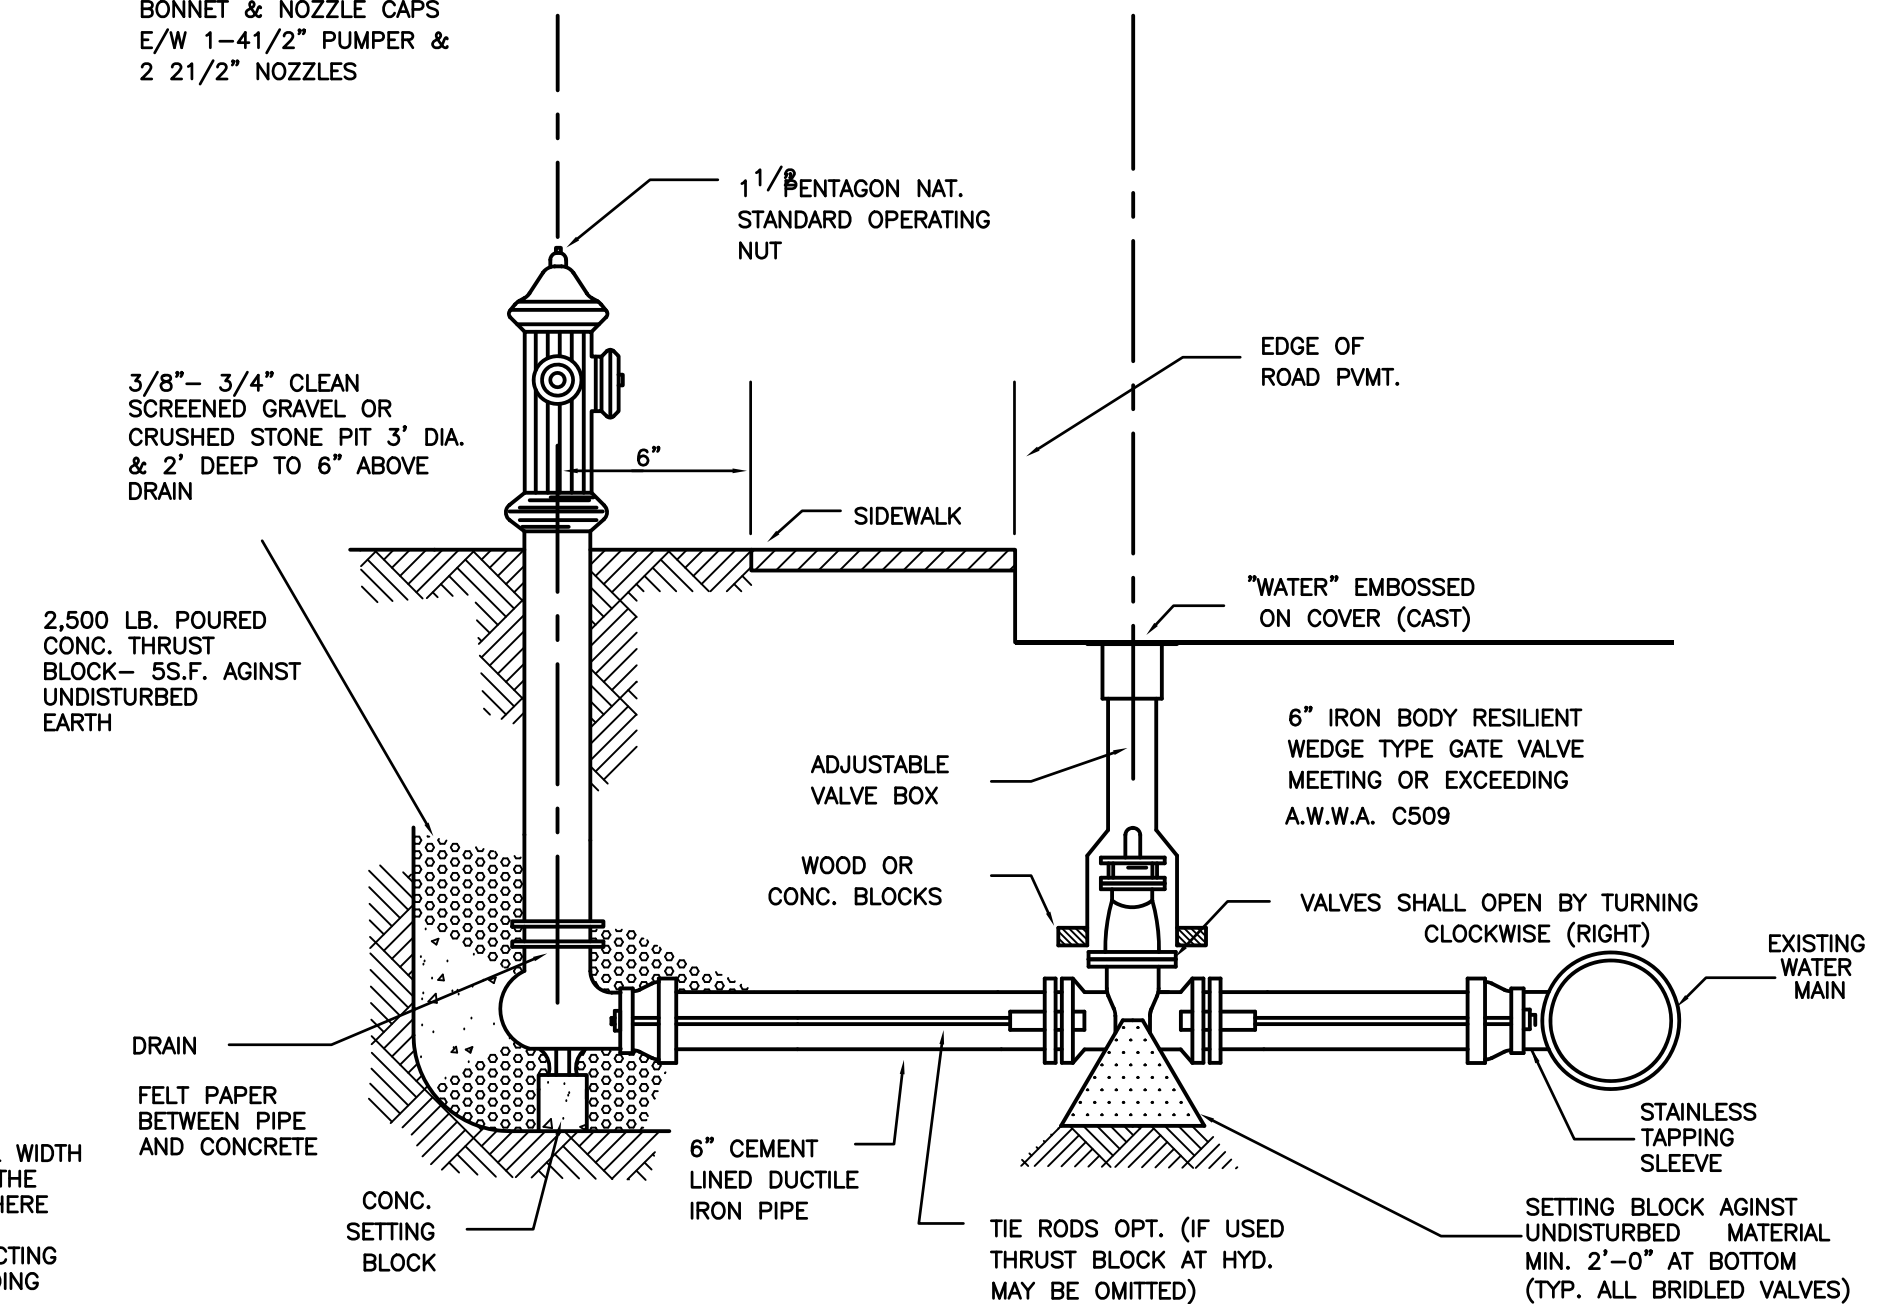 BONNET & NOZZLE CAPS
E/W 1-41/2" PUMPER &
2 21/2" NOZZLES
1 1/2 PENTAGON NAT.
STANDARD OPERATING
NUT
EDGE OF
ROAD PVMT.
3/8"- 3/4" CLEAN
SCREENED GRAVEL OR
CRUSHED STONE PIT 3' DIA.
& 2' DEEP TO 6" ABOVE
DRAIN
6"
SIDEWALK
"WATER" EMBOSSED
ON COVER (CAST)
2,500 LB. POURED
CONC. THRUST
BLOCK- 5S.F. AGINST
UNDISTURBED
EARTH
6" IRON BODY RESILIENT
WEDGE TYPE GATE VALVE
MEETING OR EXCEEDING
A.W.W.A. C509
ADJUSTABLE
VALVE BOX
WOOD OR
CONC. BLOCKS
VALVES SHALL OPEN BY TURNING
CLOCKWISE (RIGHT)
EXISTING
WATER
MAIN
DRAIN
FELT PAPER
BETWEEN PIPE
AND CONCRETE
WIDTH
THE
CONC.
SETTING
BLOCK
6" CEMENT
LINED DUCTILE
IRON PIPE
TIE RODS OPT. (IF USED
THRUST BLOCK AT HYD.
MAY BE OMITTED)
STAINLESS
TAPPING
SLEEVE
SETTING BLOCK AGINST
UNDISTURBED MATERIAL
MIN. 2'-0" AT BOTTOM
(TYP. ALL BRIDLED VALVES)